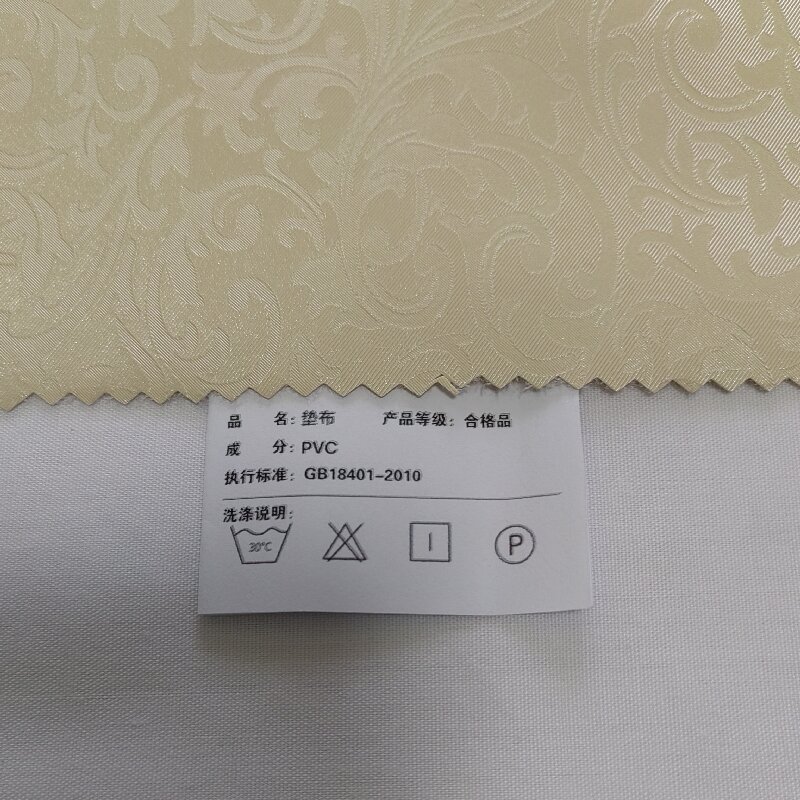 品 名: 垫布 产品等级: 合格品
成 分: PVC
执行标准: GB18401-2010
洗涤说明:
30℃ P